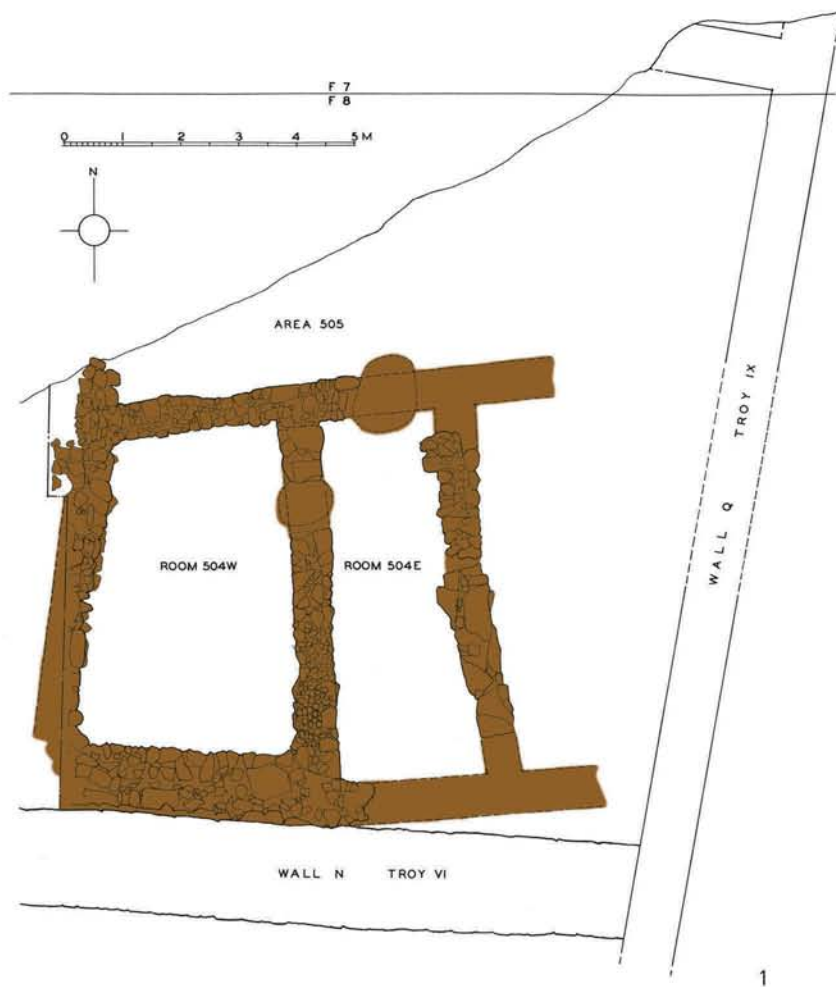 F 7
F 8
0 1 2 3 4 5 M
N
AREA 505
ROOM 504W
ROOM 504E
WALL Q TROY IX
WALL N TROY VI
1